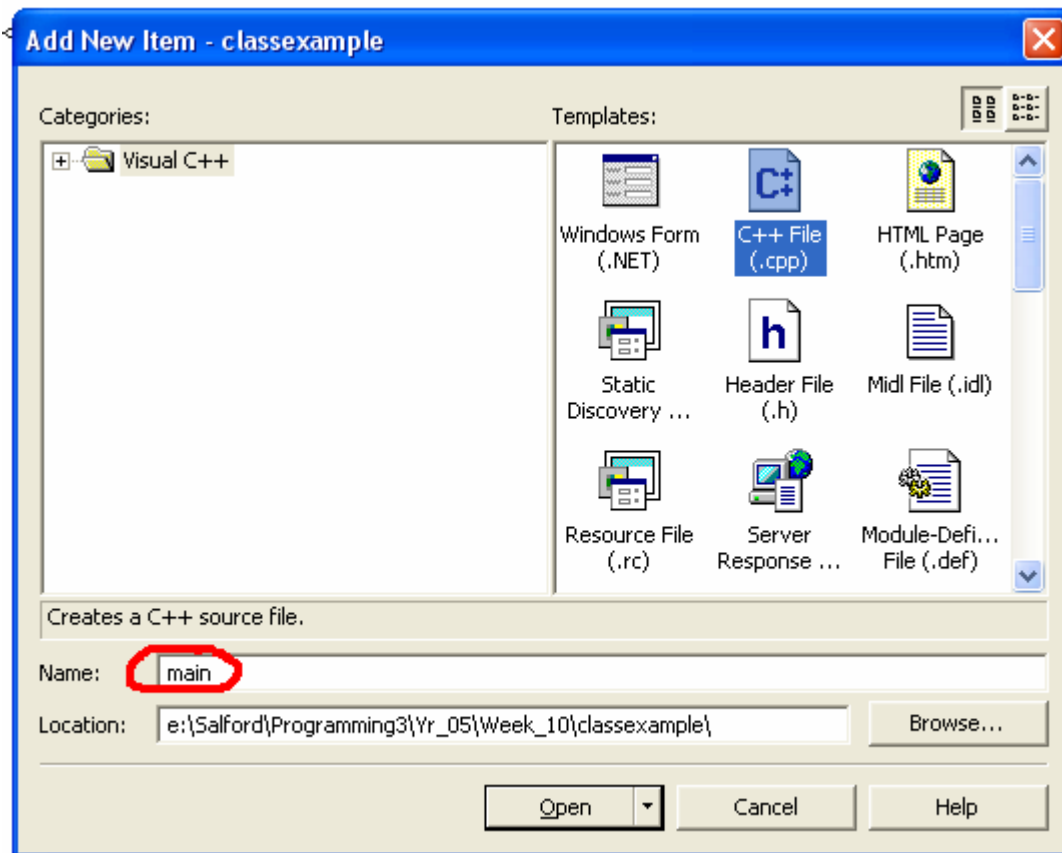 Add New Item - classexample
Categories:
Templates:
Visual C++
Windows Form
(.NET)
C++ File
(.cpp)
HTML Page
(.htm)
Static
Discovery ...
Header File
(.h)
Midl File (.idl)
Resource File
(.rc)
Server
Response ...
Module-Defi...
File (.def)
Creates a C++ source file.
Name:
main
Location:
e:\Salford\Programming3\Yr_05\Week_10\classexample\
Browse...
Open
Cancel
Help